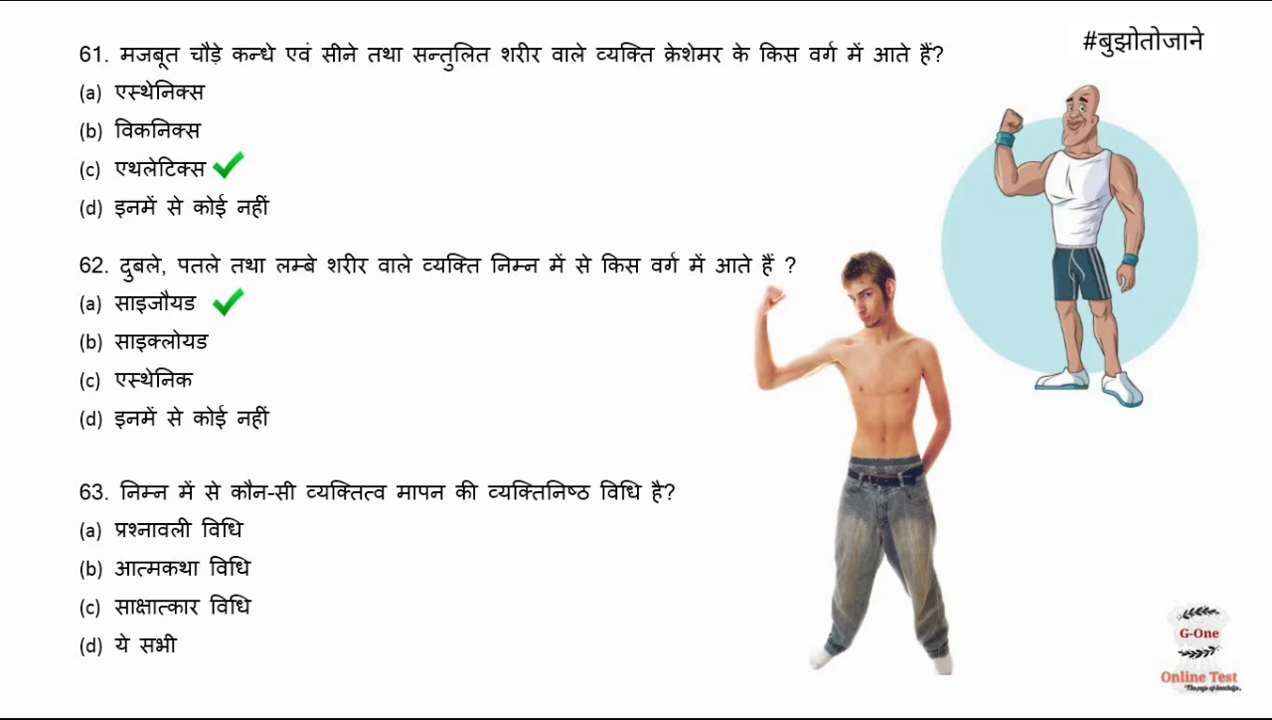 #बुझोतोजाने
61. मजबूत चौड़े कन्धे एवं सीने तथा सन्तुलित शरीर वाले व्यक्ति क्रेशेमर के किस वर्ग में आते हैं?
(a) एस्थेनिक्स
(b) विकनिक्स
(c) एथलेटिक्स
(d) इनमें से कोई नहीं
62. दुबले, पतले तथा लम्बे शरीर वाले व्यक्ति निम्न में से किस वर्ग में आते हैं ?
(a) साइजौयड
(b) साइक्लोयड
(c) एस्थेनिक
(d) इनमें से कोई नहीं
63. निम्न में से कौन-सी व्यक्तित्व मापन की व्यक्तिनिष्ठ विधि है?
(a) प्रश्नावली विधि
(b) आत्मकथा विधि
(c) साक्षात्कार विधि
(d) ये सभी
G-One
Online Test